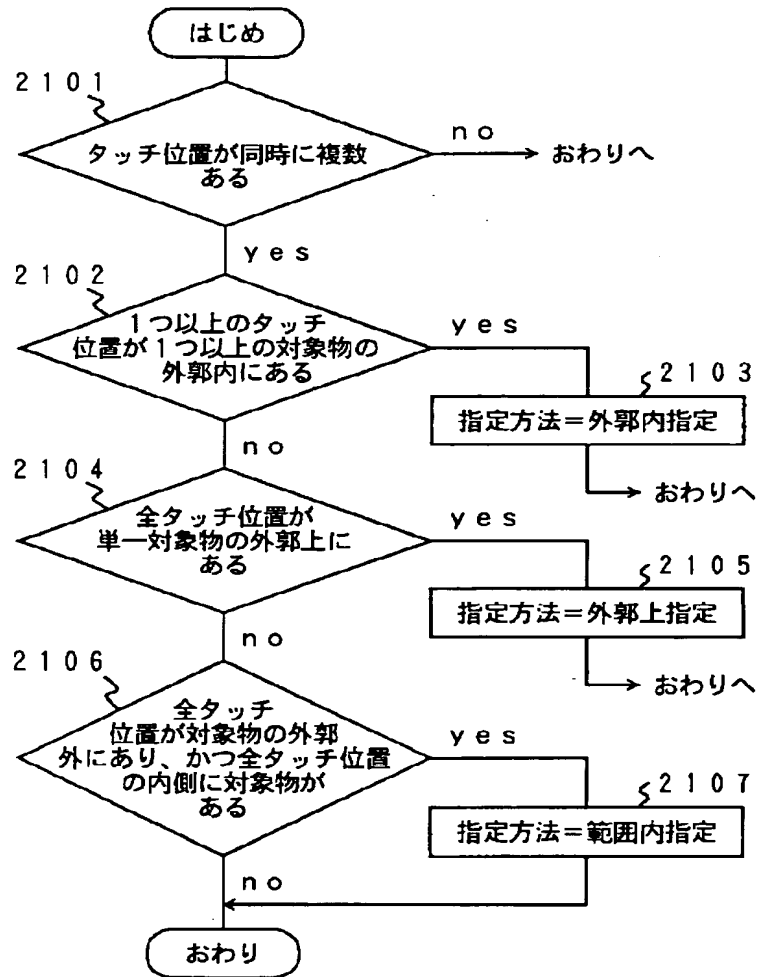 はじめ
2101
タッチ位置が同時に複数
ある
no
おわりへ
yes
2102
1つ以上のタッチ
位置が1つ以上の対象物の
外郭内にある
yes
2103
指定方法=外郭内指定
おわりへ
no
2104
全タッチ位置が
単一対象物の外郭上に
ある
yes
2105
指定方法=外郭上指定
おわりへ
no
2106
全タッチ
位置が対象物の外郭
外にあり、かつ全タッチ位置
の内側に対象物が
ある
yes
2107
指定方法=範囲内指定
no
おわり